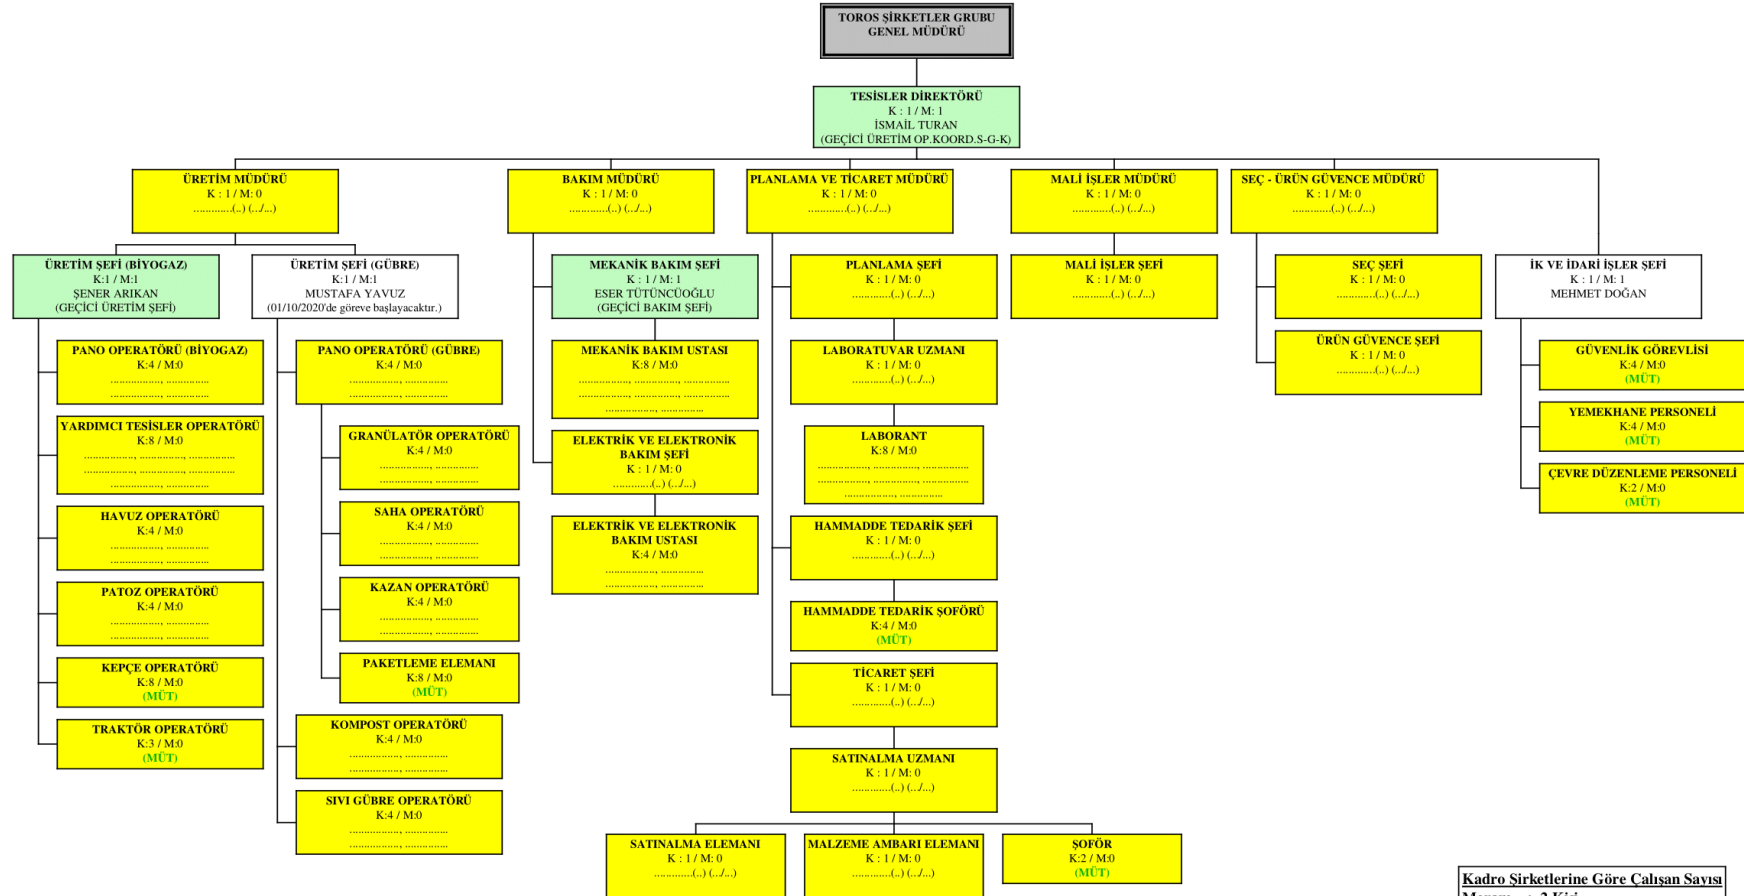 TOROS ŞİRKETLER GRUBU
GENEL MÜDÜRÜ
TESİSLER DİREKTÖRÜ
K : 1 / M: 1
İSMAİL TURAN
(GEÇİCİ ÜRETİM OP.KOORD.S-G-K)
ÜRETİM MÜDÜRÜ
K : 1 / M: 0
.............(..) (.../...)
BAKIM MÜDÜRÜ
K : 1 / M: 0
.............(..) (.../...)
PLANLAMA VE TİCARET MÜDÜRÜ
K : 1 / M: 0
.............(..) (.../...)
MALİ İŞLER MÜDÜRÜ
K : 1 / M: 0
.............(..) (.../...)
SEÇ - ÜRÜN GÜVENCE MÜDÜRÜ
K : 1 / M: 0
.............(..) (.../...)
ÜRETİM ŞEFİ (BİYOGAZ)
K:1 / M:1
ŞENER ARIKAN
(GEÇİCİ ÜRETİM ŞEFİ)
PANO OPERATÖRÜ (BİYOGAZ)
K:4 / M:0
................., ...............
................., ...............
YARDIMCI TESİSLER OPERATÖRÜ
K:8 / M:0
................., ..............., ................
................., ..............., ................
................., ...............
HAVUZ OPERATÖRÜ
K:4 / M:0
................., ...............
................., ...............
PATOZ OPERATÖRÜ
K:4 / M:0
................., ...............
................., ...............
KEPÇE OPERATÖRÜ
K:8 / M:0
(MÜT)
TRAKTÖR OPERATÖRÜ
K:3 / M:0
(MÜT)
ÜRETİM ŞEFİ (GÜBRE)
K:1 / M:1
MUSTAFA YAVUZ
(01/10/2020'de göreve başlayacaktır.)
PANO OPERATÖRÜ (GÜBRE)
K:4 / M:0
................., ...............
................., ...............
GRANÜLATÖR OPERATÖRÜ
K:4 / M:0
................., ...............
................., ...............
SAHA OPERATÖRÜ
K:4 / M:0
................., ...............
................., ...............
KAZAN OPERATÖRÜ
K:4 / M:0
................., ...............
................., ...............
PAKETLEME ELEMANI
K:8 / M:0
(MÜT)
KOMPOST OPERATÖRÜ
K:4 / M:0
................., ...............
................., ...............
SIVI GÜBRE OPERATÖRÜ
K:4 / M:0
................., ...............
................., ...............
MEKANİK BAKIM ŞEFİ
K : 1 / M: 1
ESER TÜTÜNCÜOĞLU
(GEÇİCİ BAKIM ŞEFİ)
MEKANİK BAKIM USTASI
K:8 / M:0
................., ..............., ................
................., ..............., ................
................., ...............
ELEKTRİK VE ELEKTRONİK
BAKIM ŞEFİ
K : 1 / M: 0
.............(..) (.../...)
ELEKTRİK VE ELEKTRONİK
BAKIM USTASI
K:4 / M:0
................., ...............
................., ...............
PLANLAMA ŞEFİ
K : 1 / M: 0
.............(..) (.../...)
LABORATUVAR UZMANI
K : 1 / M: 0
.............(..) (.../...)
LABORANT
K:8 / M:0
................., ..............., ................
................., ..............., ................
................., ...............
HAMMADDE TEDARİK ŞEFİ
K : 1 / M: 0
.............(..) (.../...)
HAMMADDE TEDARİK ŞOFÖRÜ
K:4 / M:0
(MÜT)
TİCARET ŞEFİ
K : 1 / M: 0
.............(..) (.../...)
SATINALMA UZMANI
K : 1 / M: 0
.............(..) (.../...)
SATINALMA ELEMANI
K : 1 / M: 0
.............(..) (.../...)
MALZEME AMBARI ELEMANI
K : 1 / M: 0
.............(..) (.../...)
ŞOFÖR
K:2 / M:0
(MÜT)
MALİ İŞLER ŞEFİ
K : 1 / M: 0
.............(..) (.../...)
SEÇ ŞEFİ
K : 1 / M: 0
.............(..) (.../...)
ÜRÜN GÜVENCE ŞEFİ
K : 1 / M: 0
.............(..) (.../...)
İK VE İDARİ İŞLER ŞEFİ
K : 1 / M: 1
MEHMET DOĞAN
GÜVENLİK GÖREVLİSİ
K:4 / M:0
(MÜT)
YEMEKHANE PERSONELİ
K:4 / M:0
(MÜT)
ÇEVRE DÜZENLEME PERSONELİ
K:2 / M:0
(MÜT)
Kadro Şirketlerine Göre Çalışan Sayısı